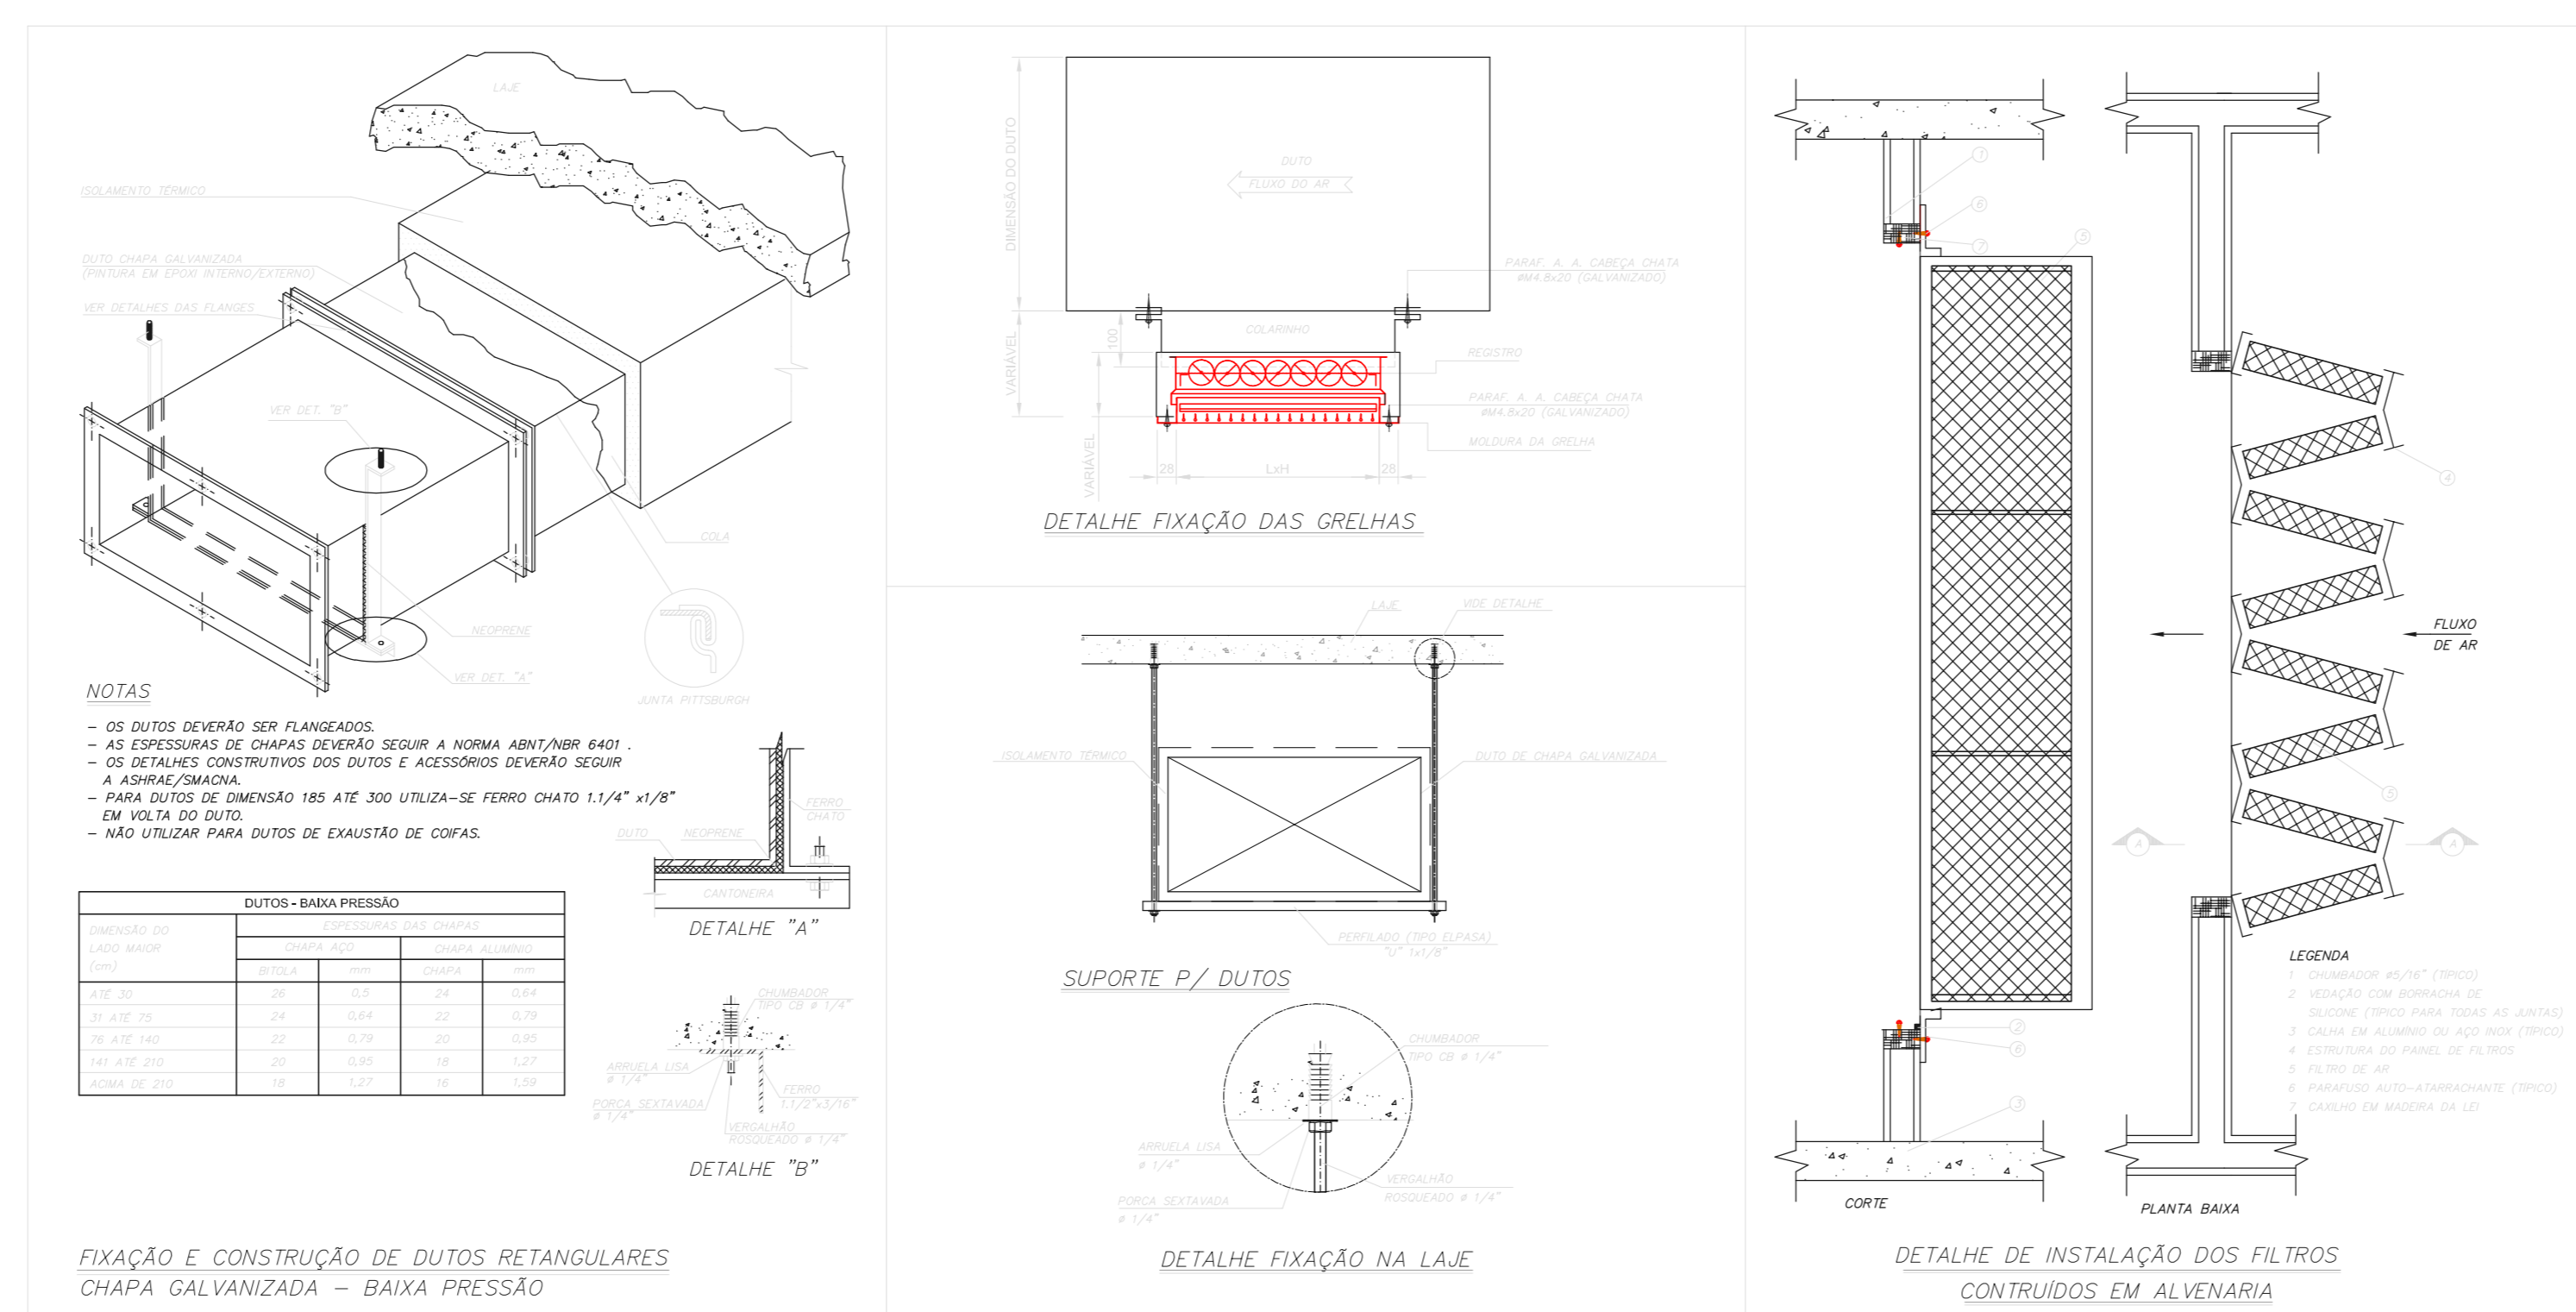 LAJE
ISOLAMENTO TÉRMICO
DUTO CHAPA GALVANIZADA
(PINTURA EM EPOXI INTERNO/EXTERNO)
VER DETALHES DAS FLANGES
VER DET. "B"
COLA
NEOPRENE
VER DET. "A"
JUNTA PITTSBURGH
NOTAS
– OS DUTOS DEVERÃO SER FLANGEADOS.
– AS ESPESSURAS DE CHAPAS DEVERÃO SEGUIR A NORMA ABNT/NBR 6401 .
– OS DETALHES CONSTRUTIVOS DOS DUTOS E ACESSÓRIOS DEVERÃO SEGUIR
A ASHRAE/SMACNA.
– PARA DUTOS DE DIMENSÃO 185 ATÉ 300 UTILIZA-SE FERRO CHATO 1.1/4" x1/8"
EM VOLTA DO DUTO.
– NÃO UTILIZAR PARA DUTOS DE EXAUSTÃO DE COIFAS.
FERRO
CHATO
DUTO
NEOPRENE
CANTONEIRA
DETALHE "A"
DUTOS - BAIXA PRESSÃO
DIMENSÃO DO
LADO MAIOR
(cm)
ESPESSURAS DAS CHAPAS
CHAPA AÇO CHAPA ALUMÍNIO
BITOLA mm CHAPA mm
ATÉ 30 26 0,5 24 0,64
31 ATÉ 75 24 0,64 22 0,79
76 ATÉ 140 22 0,79 20 0,95
141 ATÉ 210 20 0,95 18 1,27
ACIMA DE 210 18 1,27 16 1,59
CHUMBADOR
TIPO CB ø 1/4"
ARRUELA LISA
ø 1/4"
FERRO
1.1/2"x3/16"
PORCA SEXTAVADA
ø 1/4"
VERGALHÃO
ROSQUEADO ø 1/4"
DETALHE "B"
FIXAÇÃO E CONSTRUÇÃO DE DUTOS RETANGULARES
CHAPA GALVANIZADA – BAIXA PRESSÃO
DIMENSÃO DO DUTO
DUTO
FLUXO DO AR
PARAF. A. A. CABEÇA CHATA
øM4.8x20 (GALVANIZADO)
VARIÁVEL
100
COLARINHO
REGISTRO
PARAF. A. A. CABEÇA CHATA
øM4.8x20 (GALVANIZADO)
MOLDURA DA GRELHA
VARIÁVEL
28 LxH 28
DETALHE FIXAÇÃO DAS GRELHAS
LAJE
VIDE DETALHE
ISOLAMENTO TÉRMICO
DUTO DE CHAPA GALVANIZADA
PERFILADO (TIPO ELPASA)
"U" 1x1/8"
SUPORTE P/ DUTOS
CHUMBADOR
TIPO CB ø 1/4"
ARRUELA LISA
ø 1/4"
VERGALHÃO
ROSQUEADO ø 1/4"
PORCA SEXTAVADA
ø 1/4"
DETALHE FIXAÇÃO NA LAJE
1
6
7
5
2
6
3
CORTE
4
FLUXO
DE AR
5
A A
LEGENDA
1 CHUMBADOR ø5/16" (TÍPICO)
2 VEDAÇÃO COM BORRACHA DE
SILICONE (TÍPICO PARA TODAS AS JUNTAS)
3 CALHA EM ALUMÍNIO OU AÇO INOX (TÍPICO)
4 ESTRUTURA DO PAINEL DE FILTROS
5 FILTRO DE AR
6 PARAFUSO AUTO-ATARRACHANTE (TÍPICO)
7 CAXILHO EM MADEIRA DA LEI
PLANTA BAIXA
DETALHE DE INSTALAÇÃO DOS FILTROS
CONTRUÍDOS EM ALVENARIA